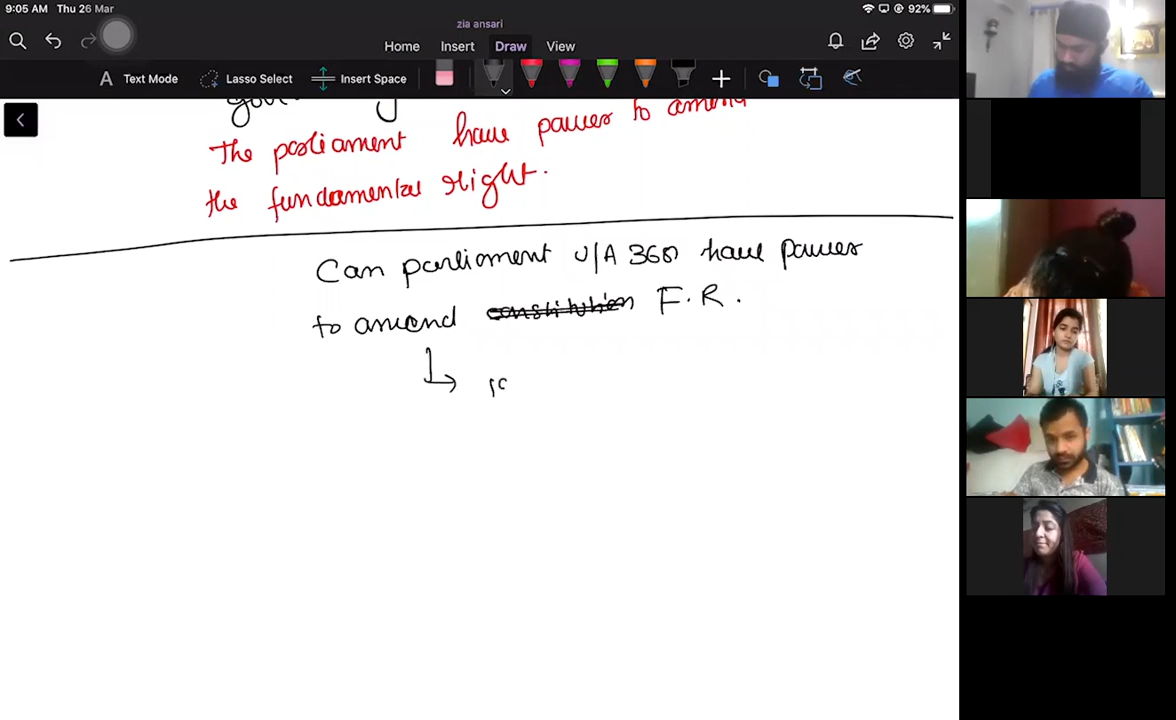 9:05 AM Thu 26 Mar
92%
zia ansari
Home Insert Draw View
A Text Mode Lasso Select Insert Space
The parliament have power to amend
the fundamental right.
Can parliament U/A 368 have power
to amend constitution F.R.